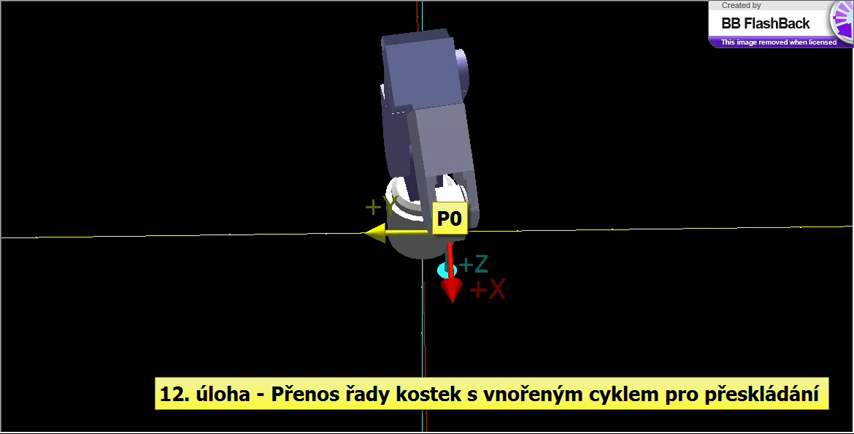 Created by
BB FlashBack
This image removed when licensed
+Y
P0
+Z
+X
12. úloha - Přenos řady kostek s vnořeným cyklem pro přeskládání